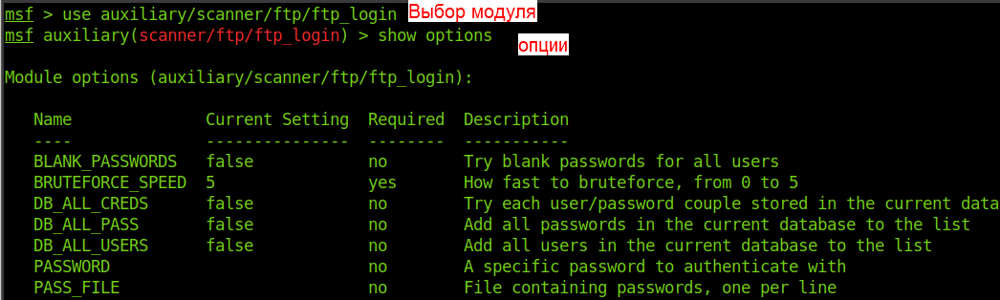 msf > use auxiliary/scanner/ftp/ftp_login Выбор модуля
msf auxiliary(scanner/ftp/ftp_login) > show options опции
Module options (auxiliary/scanner/ftp/ftp_login):
Name Current Setting Required Description
---- --------------- -------- -----------
BLANK_PASSWORDS false no Try blank passwords for all users
BRUTEFORCE_SPEED 5 yes How fast to bruteforce, from 0 to 5
DB_ALL_CREDS false no Try each user/password couple stored in the current data
DB_ALL_PASS false no Add all passwords in the current database to the list
DB_ALL_USERS false no Add all users in the current database to the list
PASSWORD no A specific password to authenticate with
PASS_FILE no File containing passwords, one per line